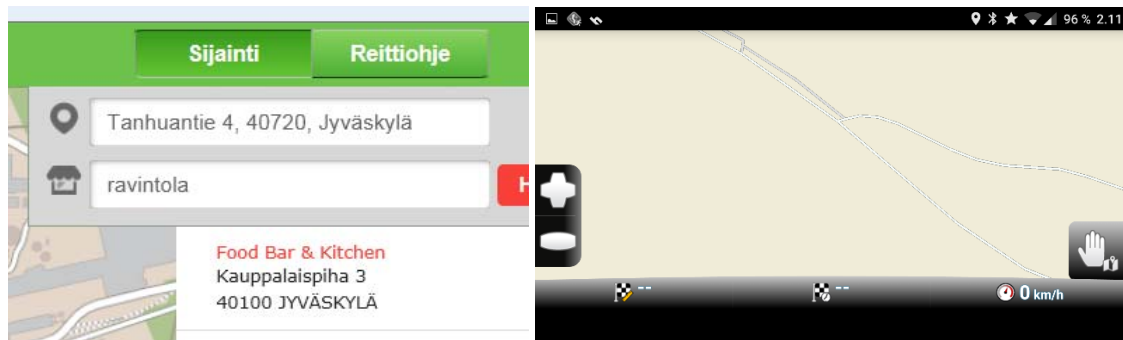 Sijainti Reittiohje
Tanhuantie 4, 40720, Jyväskylä
ravintola
H
Food Bar & Kitchen
Kauppalaispiha 3
40100 JYVÄSKYLÄ
96 % 2.11
-- -- 0 km/h